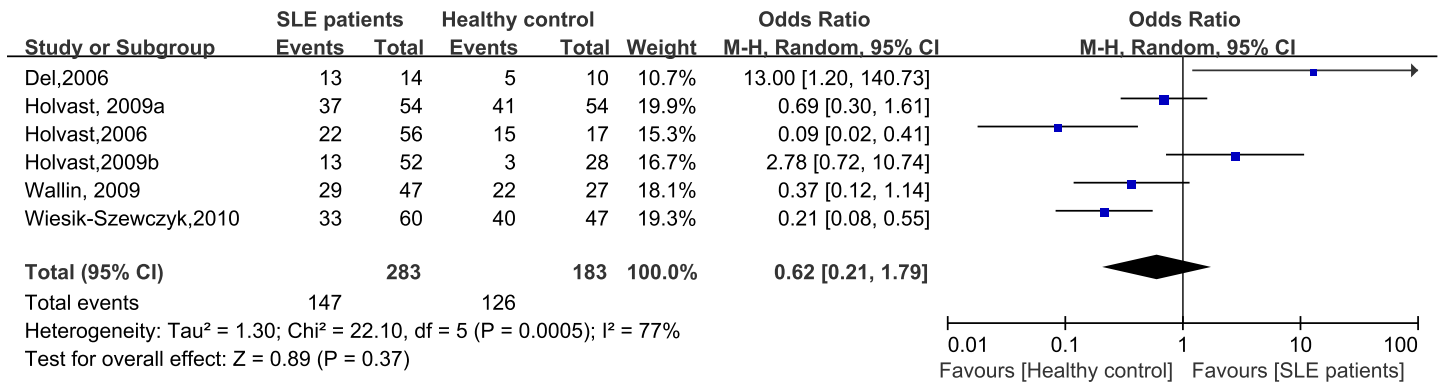 SLE patients Healthy control Odds Ratio Odds Ratio
Study or Subgroup Events Total Events Total Weight M-H, Random, 95% CI M-H, Random, 95% CI
Del,2006 13 14 5 10 10.7% 13.00 [1.20, 140.73]
Holvast, 2009a 37 54 41 54 19.9% 0.69 [0.30, 1.61]
Holvast,2006 22 56 15 17 15.3% 0.09 [0.02, 0.41]
Holvast,2009b 13 52 3 28 16.7% 2.78 [0.72, 10.74]
Wallin, 2009 29 47 22 27 18.1% 0.37 [0.12, 1.14]
Wiesik-Szewczyk,2010 33 60 40 47 19.3% 0.21 [0.08, 0.55]
Total (95% CI) 283 183 100.0% 0.62 [0.21, 1.79]
Total events 147 126
Heterogeneity: Tau² = 1.30; Chi² = 22.10, df = 5 (P = 0.0005); I² = 77%
Test for overall effect: Z = 0.89 (P = 0.37)
0.01 0.1 1 10 100
Favours [Healthy control] Favours [SLE patients]